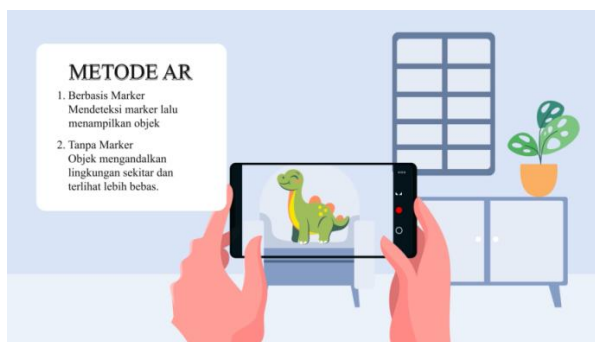 METODE AR
1. Berbasis Marker
Mendeteksi marker lalu
menampilkan objek
2. Tanpa Marker
Objek mengandalkan
lingkungan sekitar dan
terlihat lebih bebas.